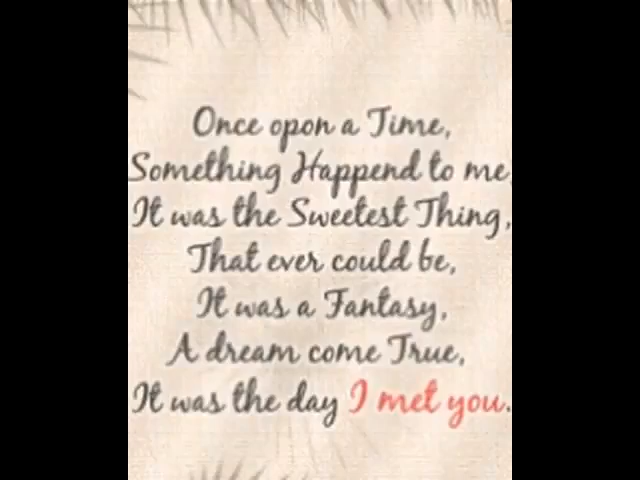 Once opon a Time,
Something Happend to me,
It was the Sweetest Thing,
That ever could be,
It was a Fantasy,
A dream come True,
It was the day I met you.